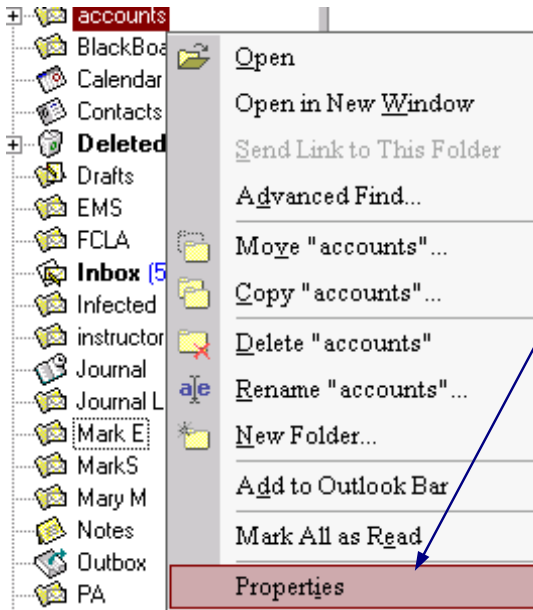 accounts
BlackBoa
Calendar
Contacts
Deleted
Drafts
EMS
FCLA
Inbox (5
Infected
instructor
Journal
Journal L
Mark E
MarkS
Mary M
Notes
Outbox
PA
Open
Open in New Window
Send Link to This Folder
Advanced Find...
Move "accounts"...
Copy "accounts"...
Delete "accounts"
Rename "accounts"...
New Folder...
Add to Outlook Bar
Mark All as Read
Properties